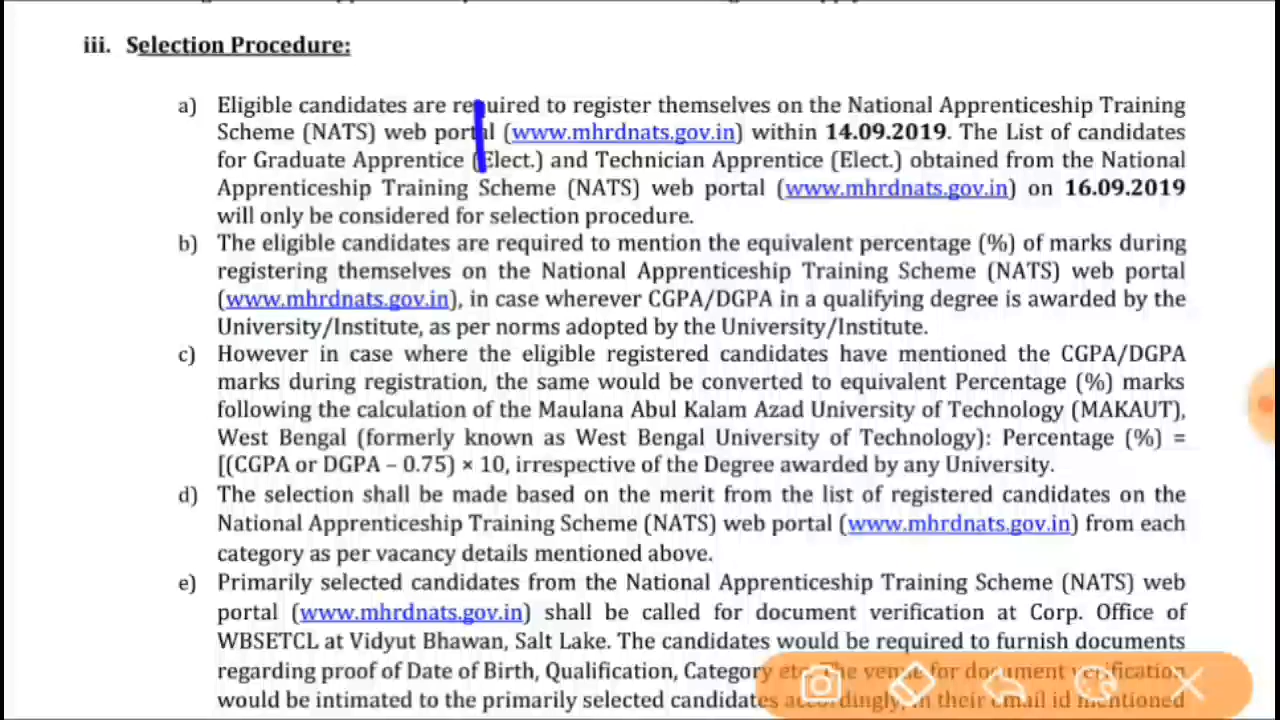 iii. Selection Procedure:
a) Eligible candidates are required to register themselves on the National Apprenticeship Training
Scheme (NATS) web portal (www.mhrdnats.gov.in) within 14.09.2019. The List of candidates
for Graduate Apprentice (Elect.) and Technician Apprentice (Elect.) obtained from the National
Apprenticeship Training Scheme (NATS) web portal (www.mhrdnats.gov.in) on 16.09.2019
will only be considered for selection procedure.
b) The eligible candidates are required to mention the equivalent percentage (%) of marks during
registering themselves on the National Apprenticeship Training Scheme (NATS) web portal
(www.mhrdnats.gov.in), in case wherever CGPA/DGPA in a qualifying degree is awarded by the
University/Institute, as per norms adopted by the University/Institute.
c) However in case where the eligible registered candidates have mentioned the CGPA/DGPA
marks during registration, the same would be converted to equivalent Percentage (%) marks
following the calculation of the Maulana Abul Kalam Azad University of Technology (MAKAUT),
West Bengal (formerly known as West Bengal University of Technology): Percentage (%) =
[(CGPA or DGPA – 0.75) × 10, irrespective of the Degree awarded by any University.
d) The selection shall be made based on the merit from the list of registered candidates on the
National Apprenticeship Training Scheme (NATS) web portal (www.mhrdnats.gov.in) from each
category as per vacancy details mentioned above.
e) Primarily selected candidates from the National Apprenticeship Training Scheme (NATS) web
portal (www.mhrdnats.gov.in) shall be called for document verification at Corp. Office of
WBSETCL at Vidyut Bhawan, Salt Lake. The candidates would be required to furnish documents
regarding proof of Date of Birth, Qualification, Category etc. The venue for document verification
would be intimated to the primarily selected candidates accordingly, in their email id mentioned